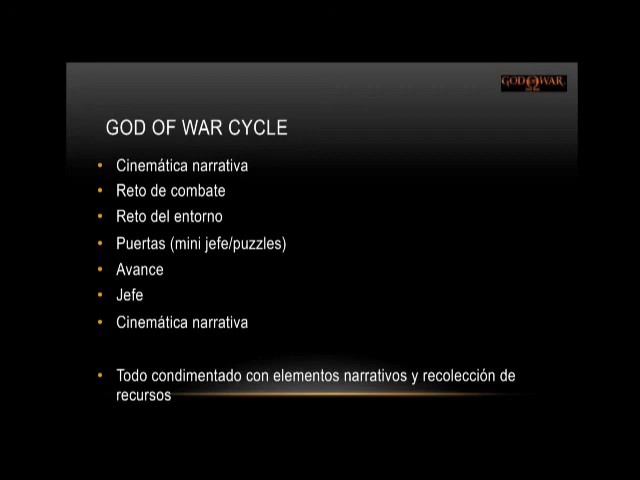 GOD OF WAR
GOD OF WAR CYCLE
• Cinemática narrativa
• Reto de combate
• Reto del entorno
• Puertas (mini jefe/puzzles)
• Avance
• Jefe
• Cinemática narrativa
• Todo condimentado con elementos narrativos y recolección de
recursos